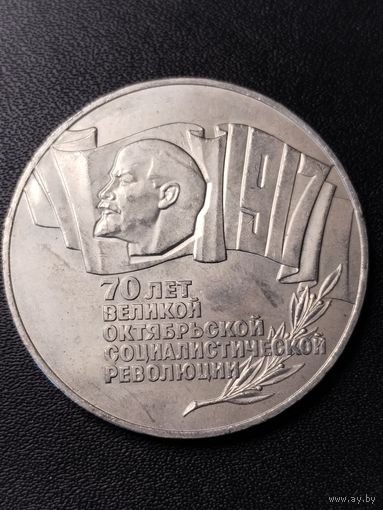 1917
70 ЛЕТ
ВЕЛИКОЙ
ОКТЯБРЬСКОЙ
СОЦИАЛИСТИЧЕСКОЙ
РЕВОЛЮЦИИ
www.ay.by